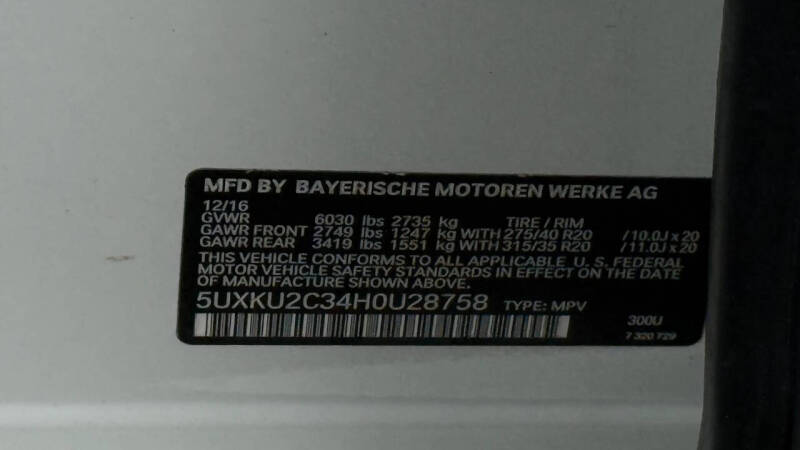 MFD BY BAYERISCHE MOTOREN WERKE AG
12/16
GVWR 6030 lbs 2735 kg TIRE / RIM
GAWR FRONT 2749 lbs 1247 kg WITH 275/40 R20 /10.0J x 20
GAWR REAR 3419 lbs 1551 kg WITH 315/35 R20 /11.0J x 20
THIS VEHICLE CONFORMS TO ALL APPLICABLE U. S. FEDERAL
MOTOR VEHICLE SAFETY STANDARDS IN EFFECT ON THE DATE
OF MANUFACTURE SHOWN ABOVE.
5UXKU2C34H0U28758 TYPE: MPV
300U
7 320 729